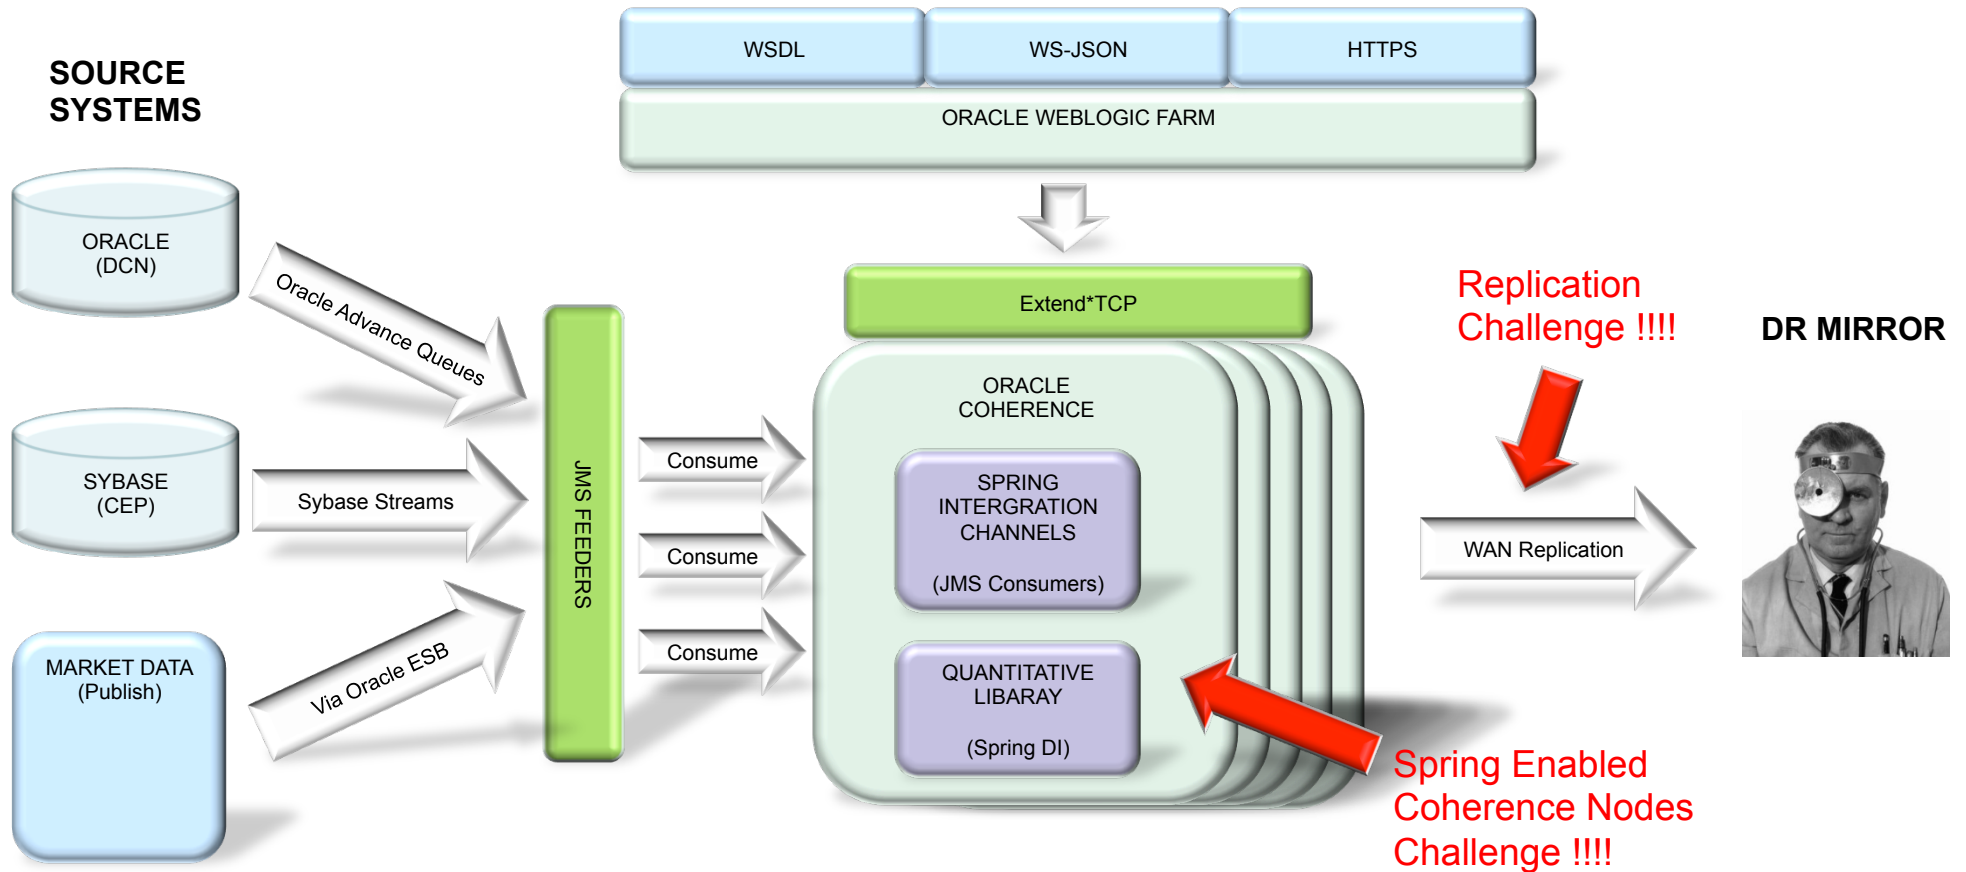 WSDL
WS-JSON
HTTPS
SOURCE
SYSTEMS
ORACLE WEBLOGIC FARM
ORACLE
(DCN)
Oracle Advance Queues
Extend*TCP
Replication
Challenge !!!!
DR MIRROR
ORACLE
COHERENCE
SYBASE
(CEP)
Sybase Streams
JMS FEEDERS
Consume
Consume
Consume
SPRING
INTERGRATION
CHANNELS
(JMS Consumers)
WAN Replication
MARKET DATA
(Publish)
Via Oracle ESB
QUANTITATIVE
LIBARAY
(Spring DI)
Spring Enabled
Coherence Nodes
Challenge !!!!